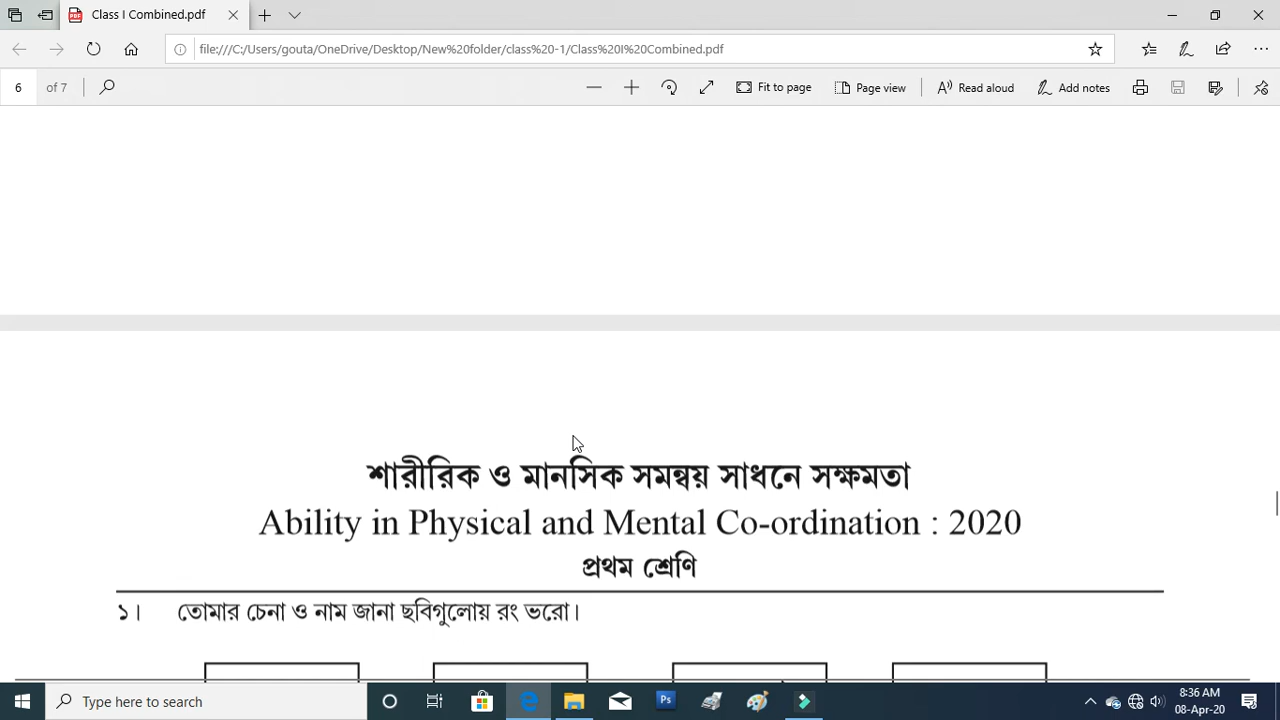 Class I Combined.pdf
file:///C:/Users/gouta/OneDrive/Desktop/New%20folder/class%20-1/Class%20I%20Combined.pdf
6 of 7 Fit to page Page view Read aloud Add notes
শারীরিক ও মানসিক সমন্বয় সাধনে সক্ষমতা
Ability in Physical and Mental Co-ordination : 2020
প্রথম শ্রেণি
১। তোমার চেনা ও নাম জানা ছবিগুলোয় রং ভরো।
Type here to search
Ps
8:36 AM
08-Apr-20